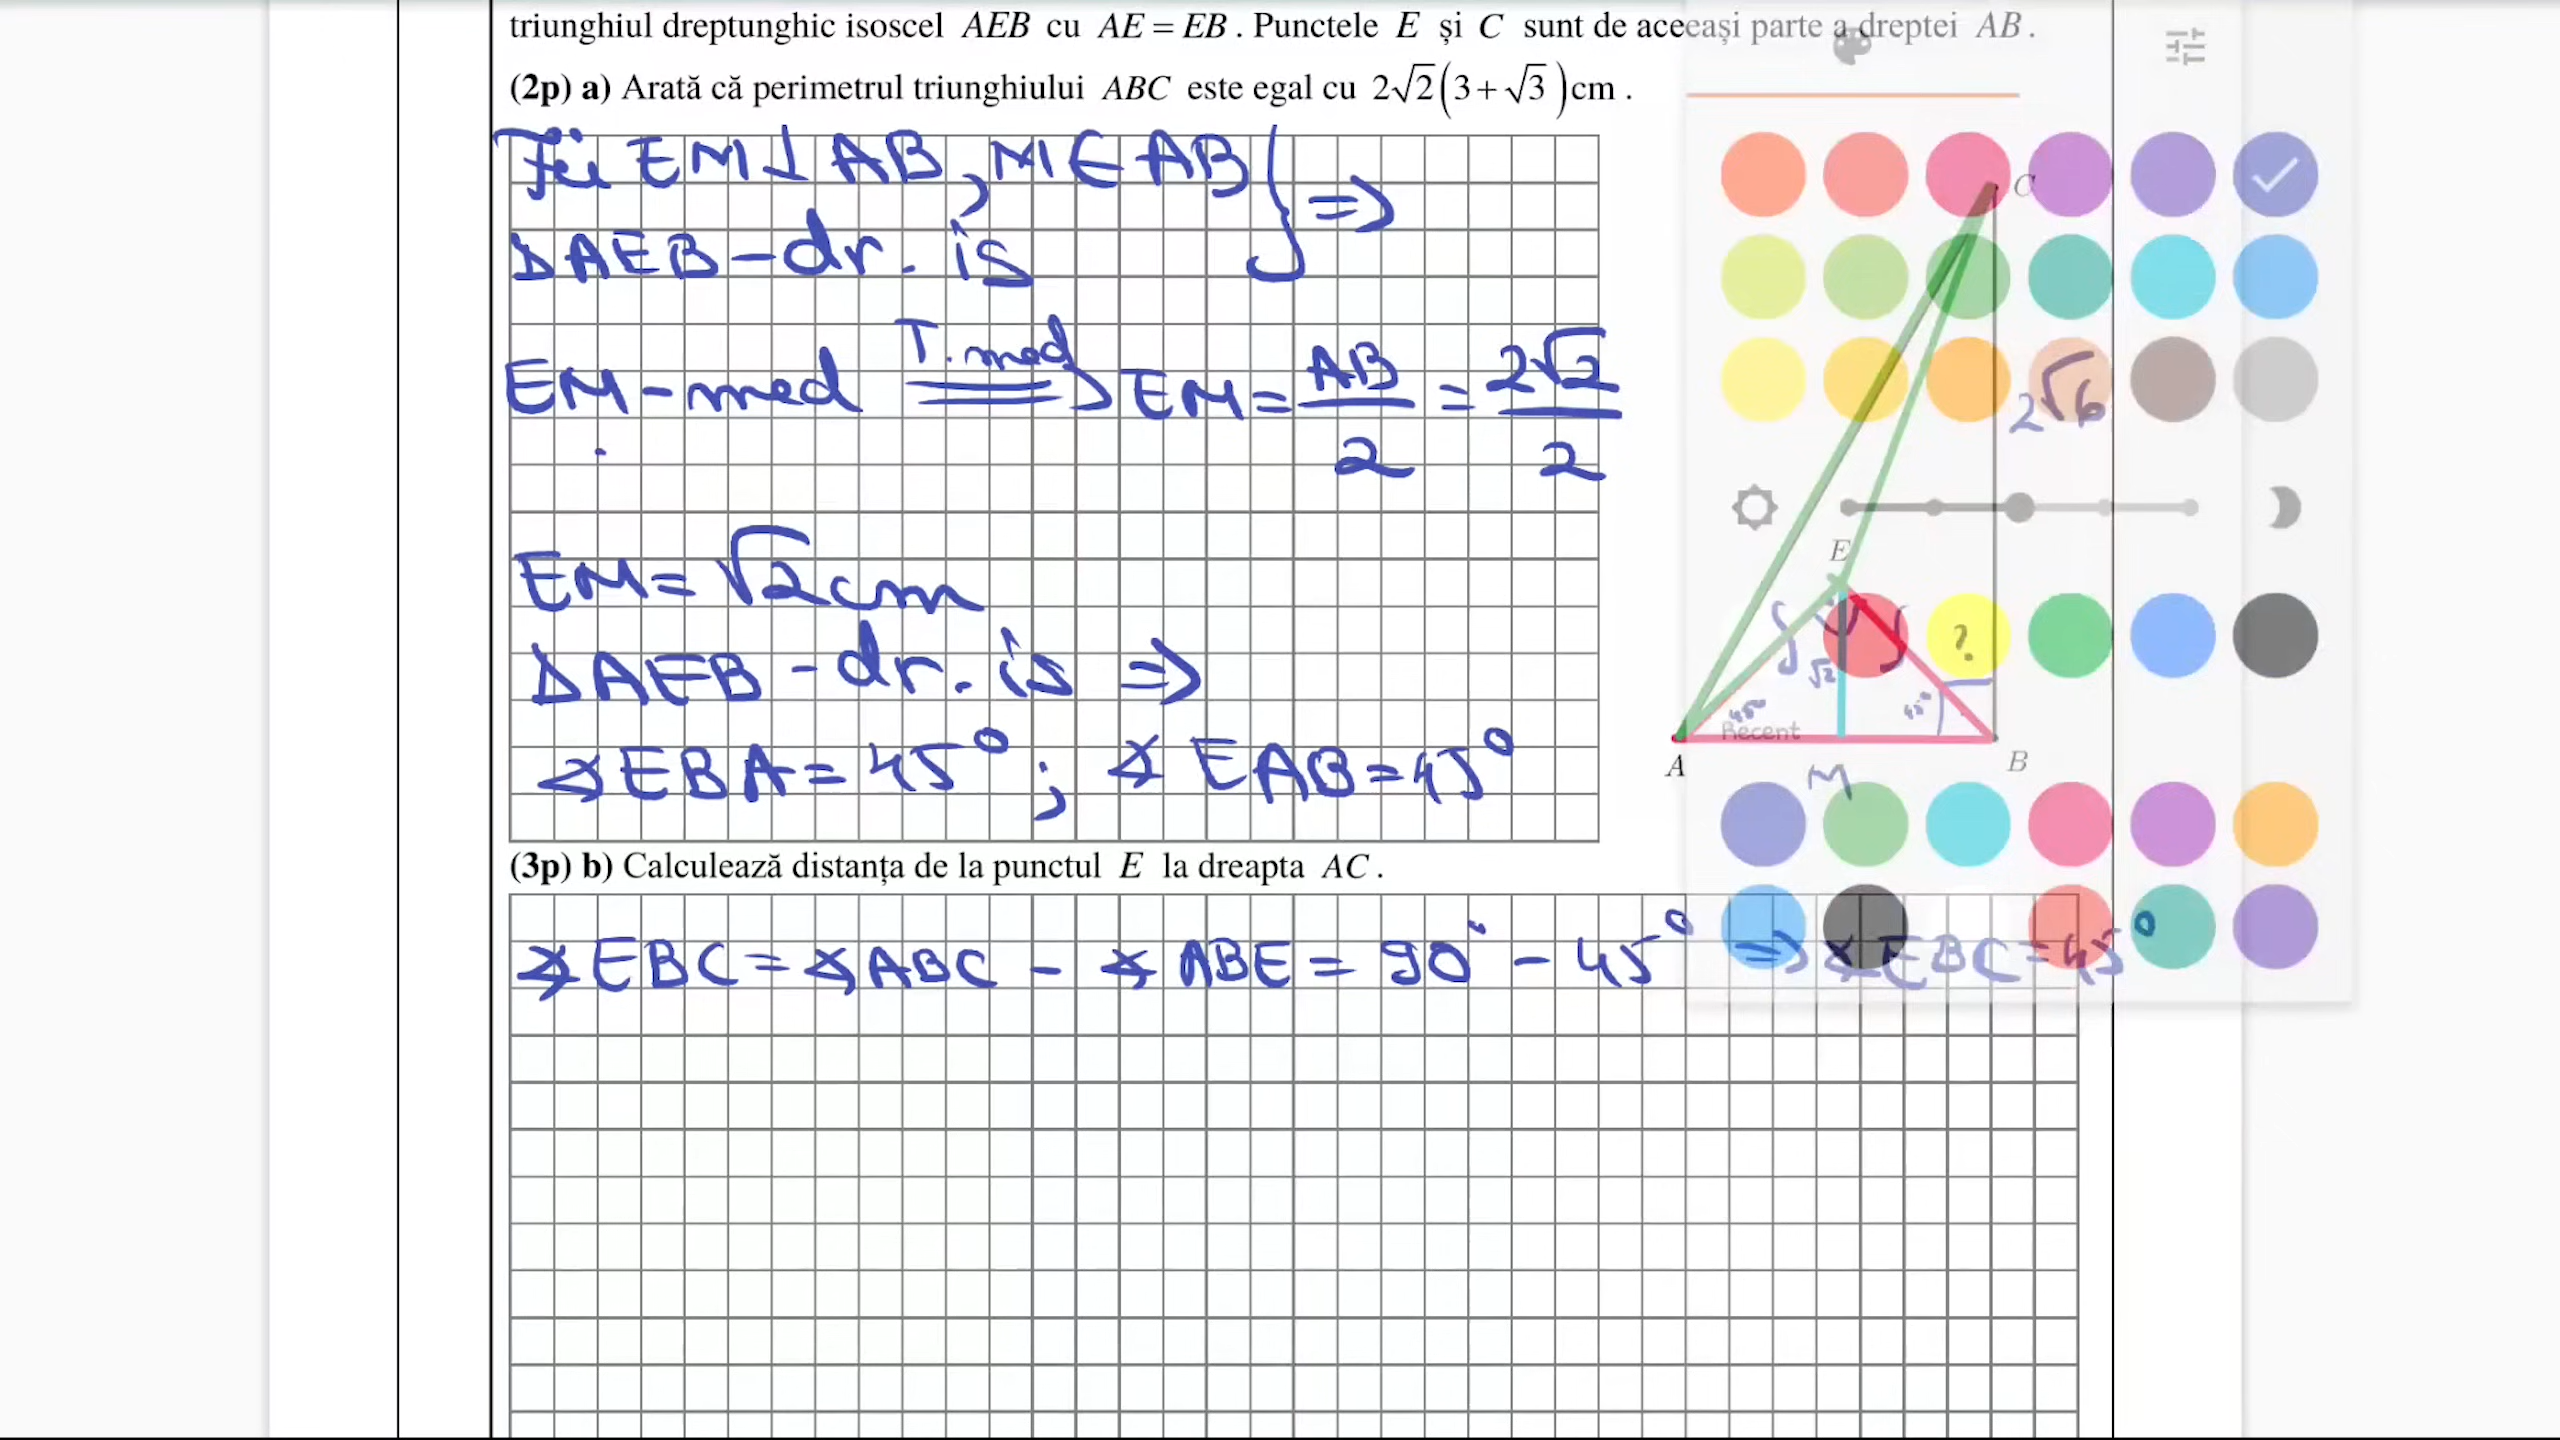 triunghiul dreptunghic isoscel AEB cu AE = EB. Punctele E și C sunt de aceeași parte a dreptei AB.
(2p) a) Arată că perimetrul triunghiului ABC este egal cu 2√2(3+√3)cm.
Fie EM⊥AB, M∈AB} =>
ΔAEB - dr. is
EM - med =T.med=> EM = AB/2 = 2√2/2
EM = √2 cm
ΔAEB - dr. is =>
∢EBA = 45°; ∢EAB = 45°
C
2√6
E
?
√2
45°
45°
Recent
A
M
B
(3p) b) Calculează distanța de la punctul E la dreapta AC.
∢EBC = ∢ABC - ∢ABE = 90° - 45° => ∢EBC = 45°